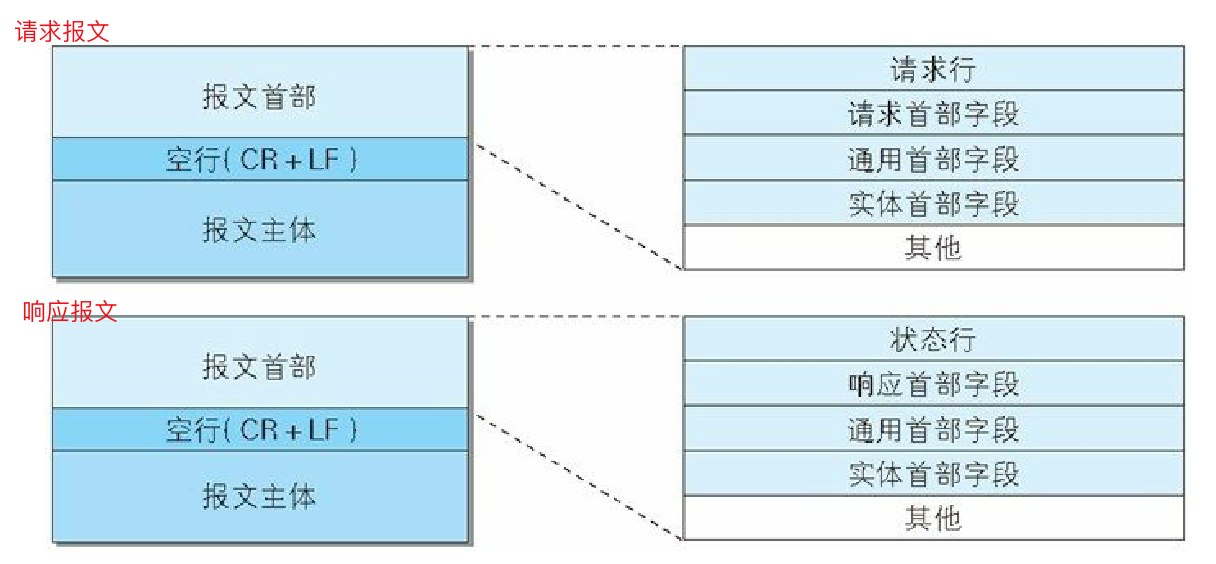 请求报文
报文首部
空行( CR + LF )
报文主体
请求行
请求首部字段
通用首部字段
实体首部字段
其他
响应报文
报文首部
空行( CR + LF )
报文主体
状态行
响应首部字段
通用首部字段
实体首部字段
其他